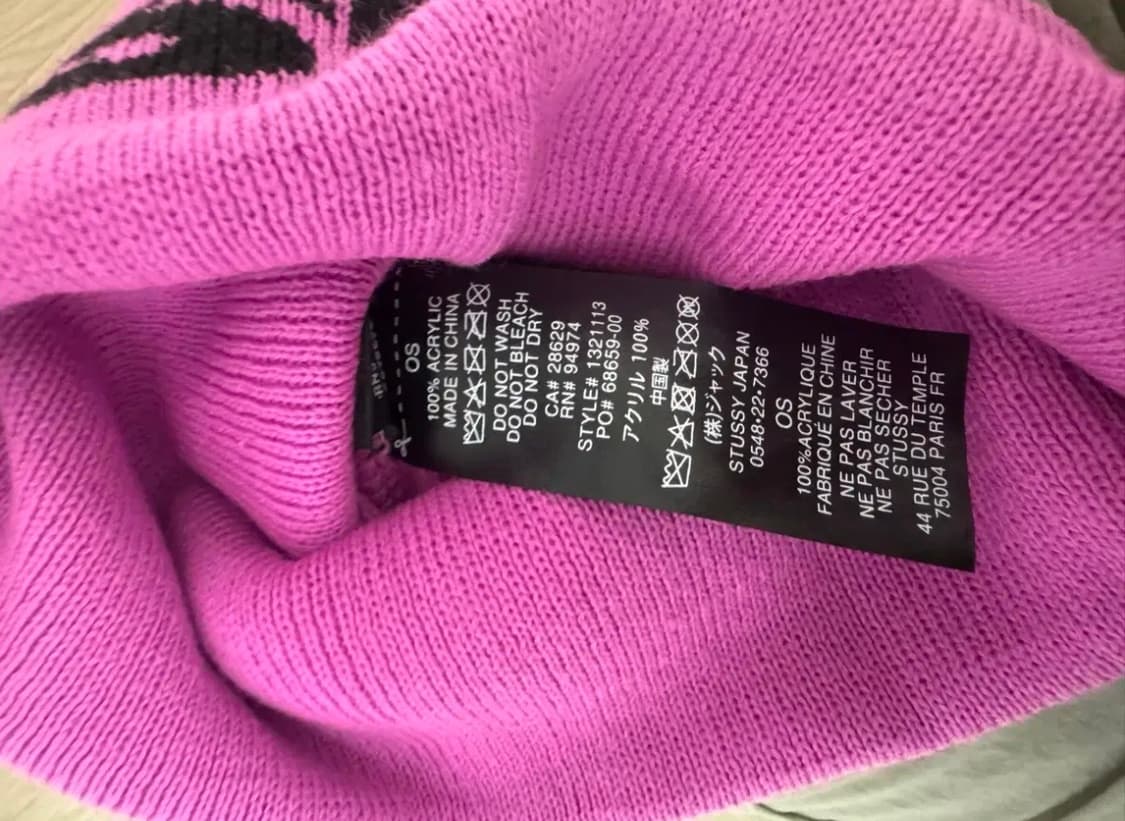 OS
100% ACRYLIC
MADE IN CHINA
DO NOT WASH
DO NOT BLEACH
DO NOT DRY
CA# 28629
RN# 94974
STYLE# 1321113
PO# 68659-00
アクリル 100%
中国製
(株)ジャック
STUSSY JAPAN
0548・22・7366
OS
100%ACRYLIQUE
FABRIQUÉ EN CHINE
NE PAS LAVER
NE PAS BLANCHIR
NE PAS SÉCHER
STUSSY
44 RUE DU TEMPLE
75004 PARIS FR